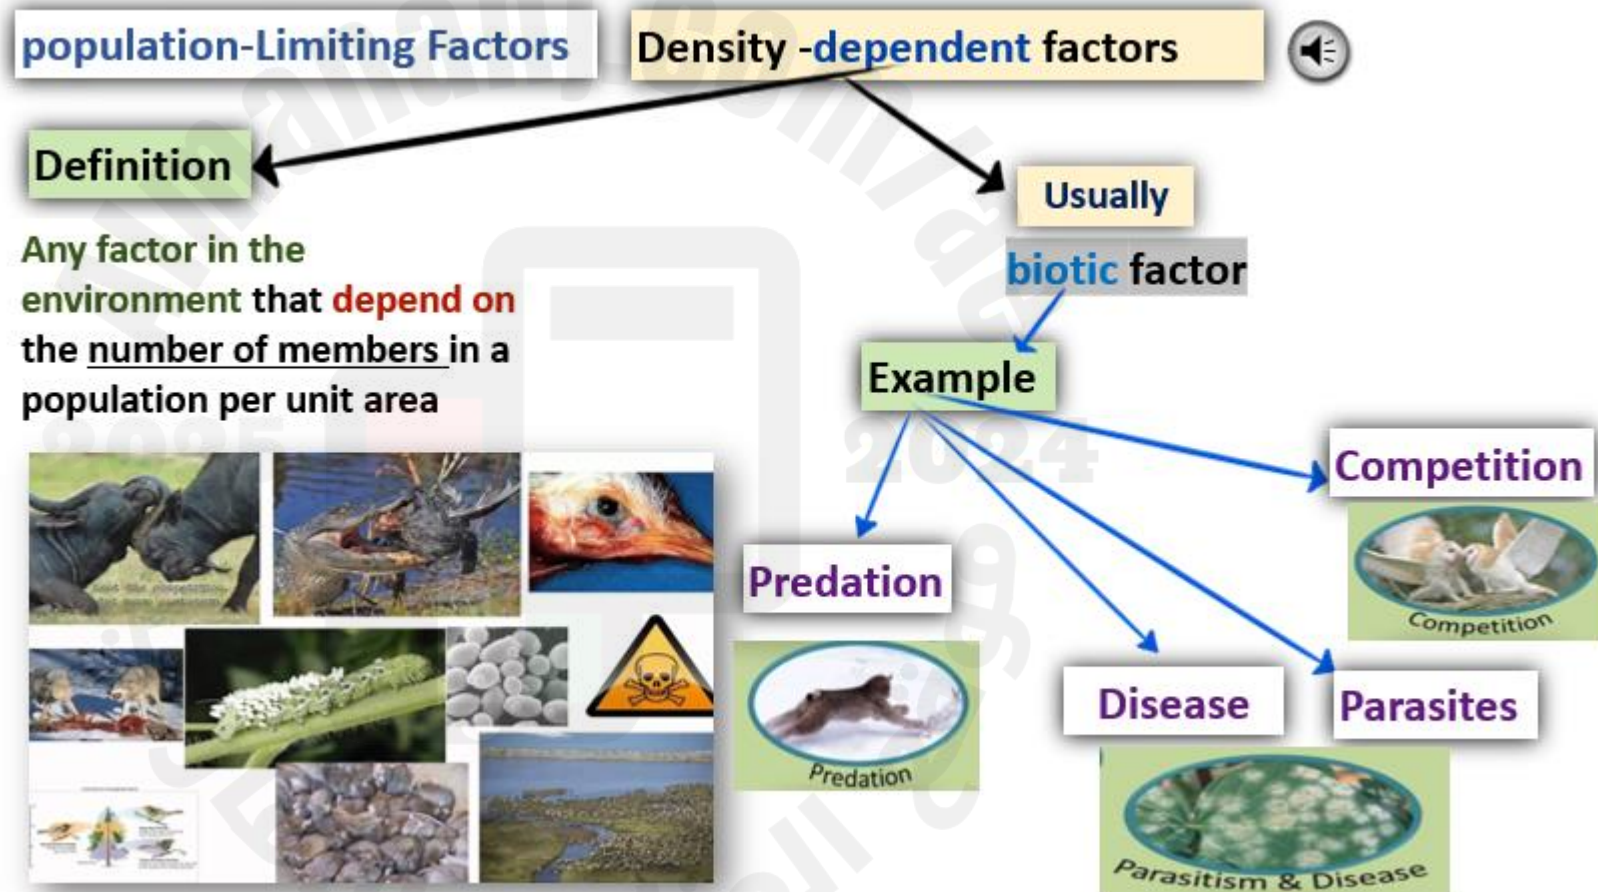 population-Limiting Factors
Density -dependent factors
Definition
Usually
Any factor in the
environment that depend on
the number of members in a
population per unit area
biotic factor
Example
Competition
Competition
Predation
Predation
Disease
Parasites
Parasitism & Disease
2024